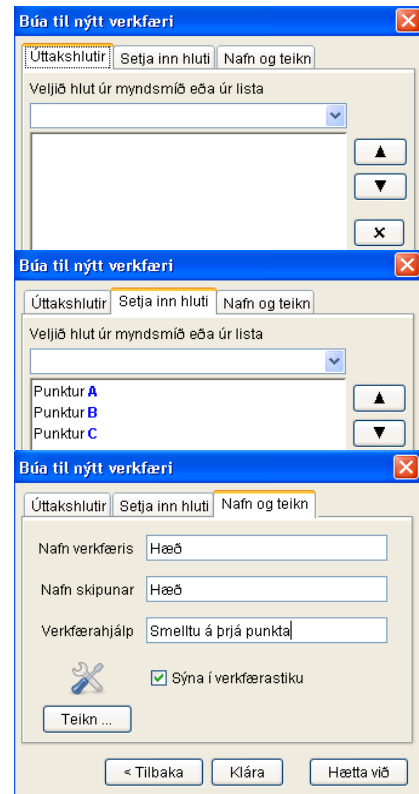 Búa til nýtt verkfæri
Úttakshlutir Setja inn hluti Nafn og teikn
Veljið hlut úr myndsmíð eða úr lista
Búa til nýtt verkfæri
Úttakshlutir Setja inn hluti Nafn og teikn
Veljið hlut úr myndsmíð eða úr lista
Punktur A
Punktur B
Punktur C
Búa til nýtt verkfæri
Úttakshlutir Setja inn hluti Nafn og teikn
Nafn verkfæris Hæð
Nafn skipunar Hæð
Verkfærahjálp Smelltu á þrjá punkta
Sýna í verkfærastiku
Teikn ...
< Tilbaka Klára Hætta við